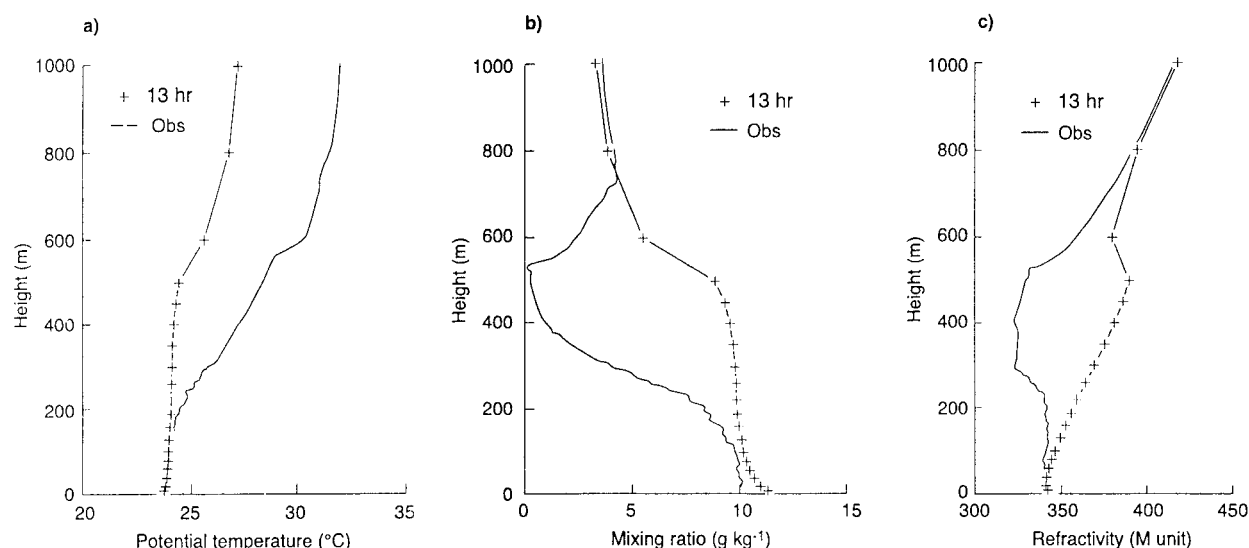 a)
1000
800
600
400
200
0
Height (m)
+ 13 hr
Obs
20 25 30 35
Potential temperature (°C)
b)
1000
800
600
400
200
0
Height (m)
+ 13 hr
Obs
0 5 10 15
Mixing ratio (g kg⁻¹)
c)
1000
800
600
400
200
0
Height (m)
+ 13 hr
Obs
300 350 400 450
Refractivity (M unit)